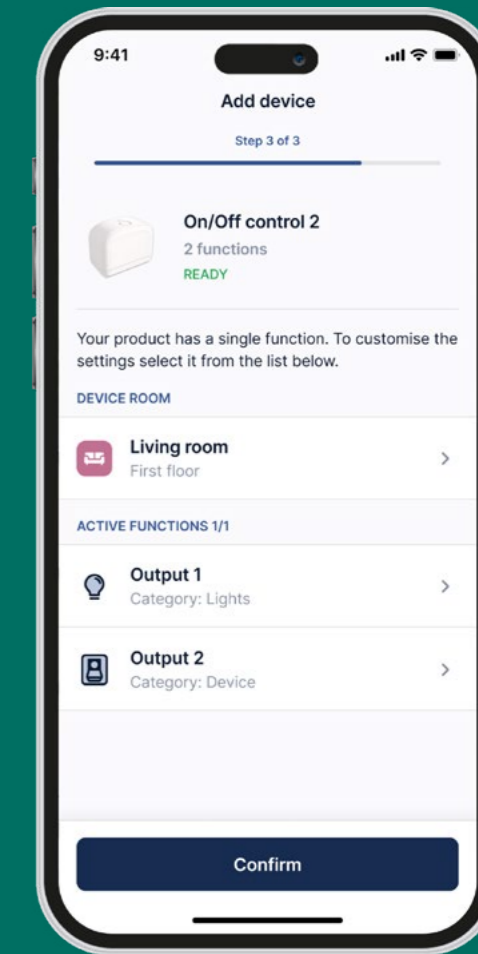 9:41
Add device
Step 3 of 3
On/Off control 2
2 functions
READY
Your product has a single function. To customise the
settings select it from the list below.
DEVICE ROOM
Living room
First floor
ACTIVE FUNCTIONS 1/1
Output 1
Category: Lights
Output 2
Category: Device
Confirm